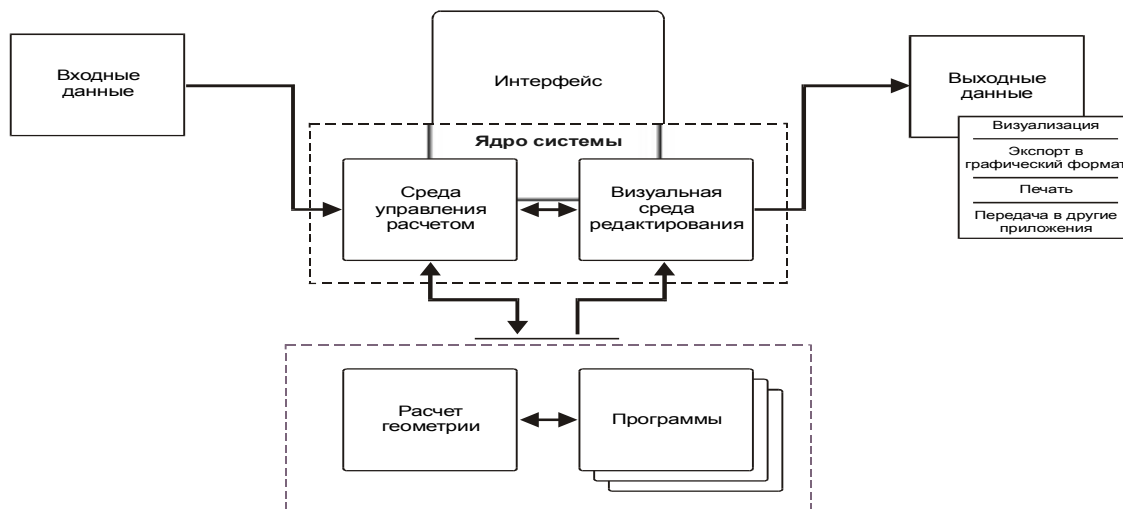 Входные
данные
Интерфейс
Выходные
данные
Визуализация
Экспорт в
графический формат
Печать
Передача в другие
приложения
Ядро системы
Среда
управления
расчетом
Визуальная
среда
редактирования
Расчет
геометрии
Программы